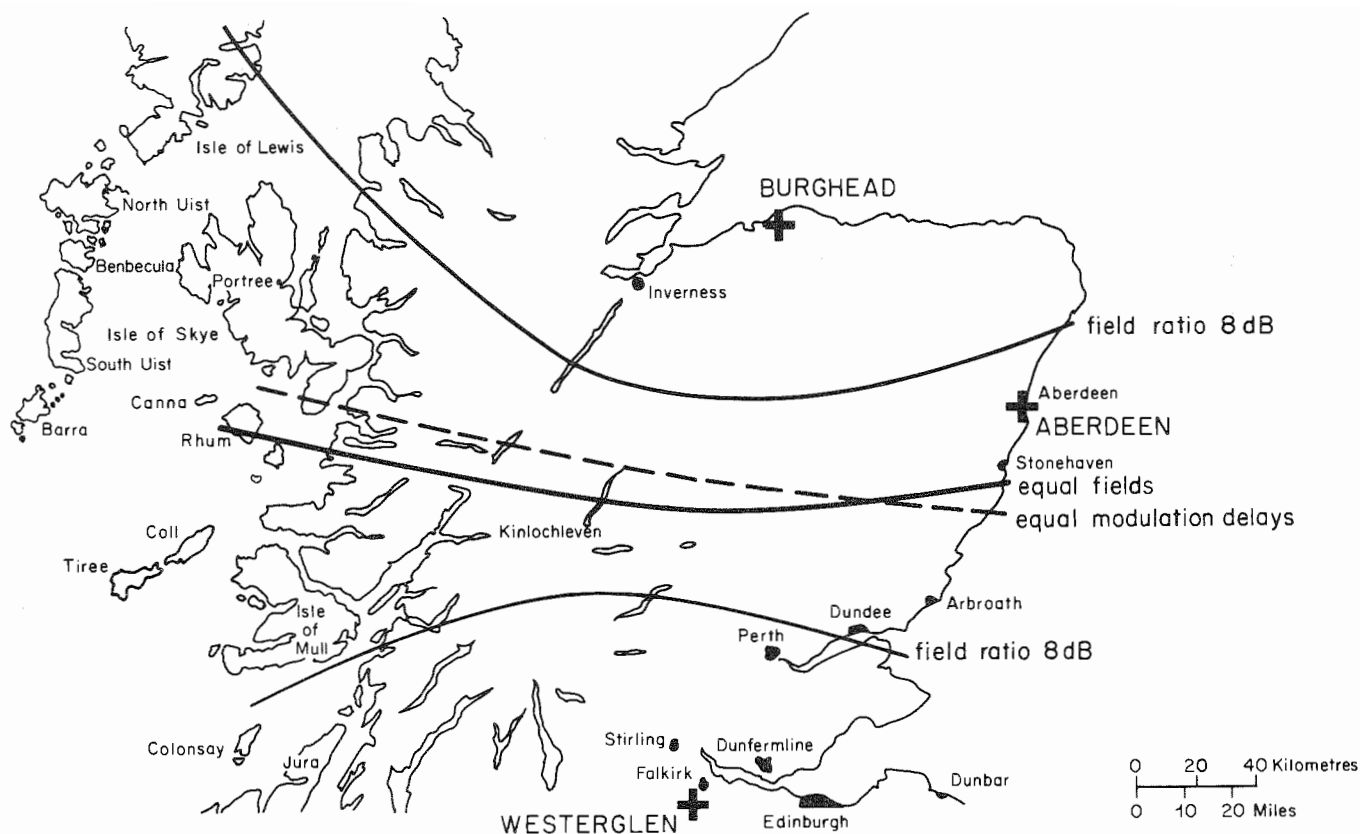 Isle of Lewis
BURGHEAD
North Uist
Benbecula
Portree
Inverness
Isle of Skye
field ratio 8 dB
South Uist
Canna
Aberdeen
Barra
ABERDEEN
Rhum
Stonehaven
equal fields
equal modulation delays
Coll
Kinlochleven
Tiree
Isle
of
Mull
Dundee
Arbroath
Perth
field ratio 8 dB
Colonsay
Jura
Stirling
Dunfermline
Falkirk
Dunbar
WESTERGLEN
Edinburgh
0 20 40 Kilometres
0 10 20 Miles